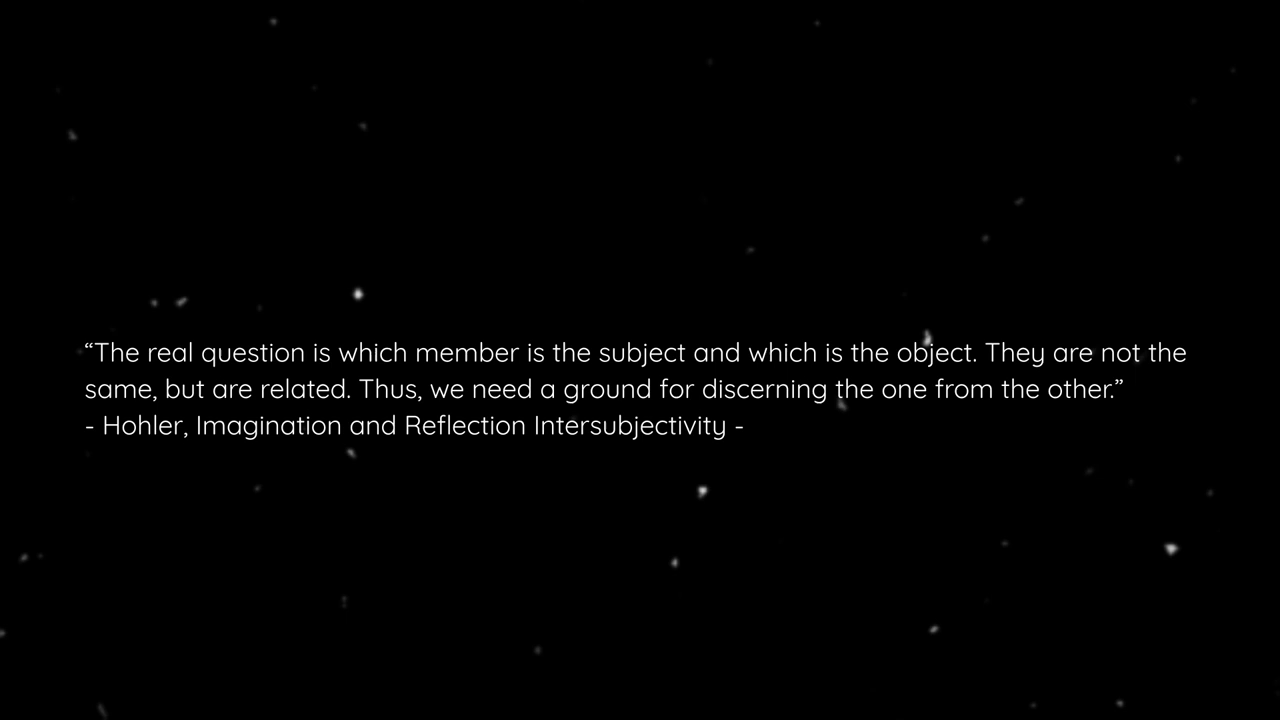 “The real question is which member is the subject and which is the object. They are not the
same, but are related. Thus, we need a ground for discerning the one from the other.”
- Hohler, Imagination and Reflection Intersubjectivity -